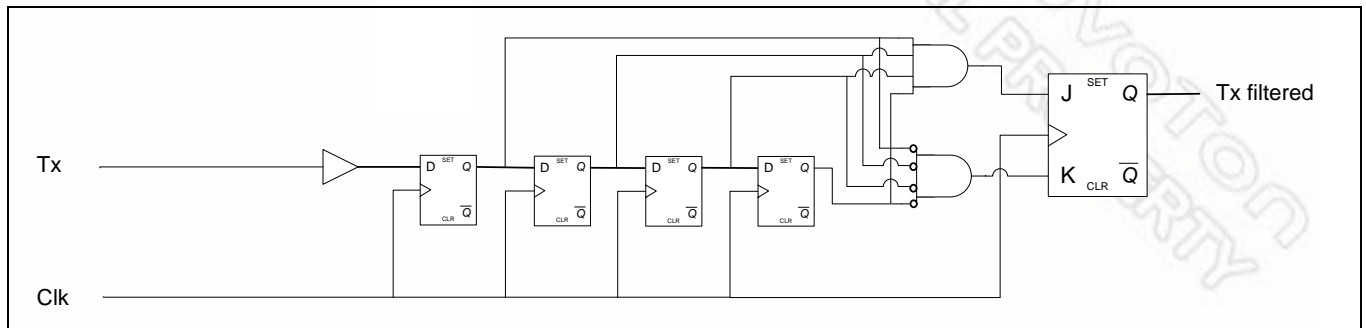 Tx
Clk
D SET Q
CLR Q
D SET Q
CLR Q
D SET Q
CLR Q
D SET Q
CLR Q
J SET Q
K CLR Q
Tx filtered